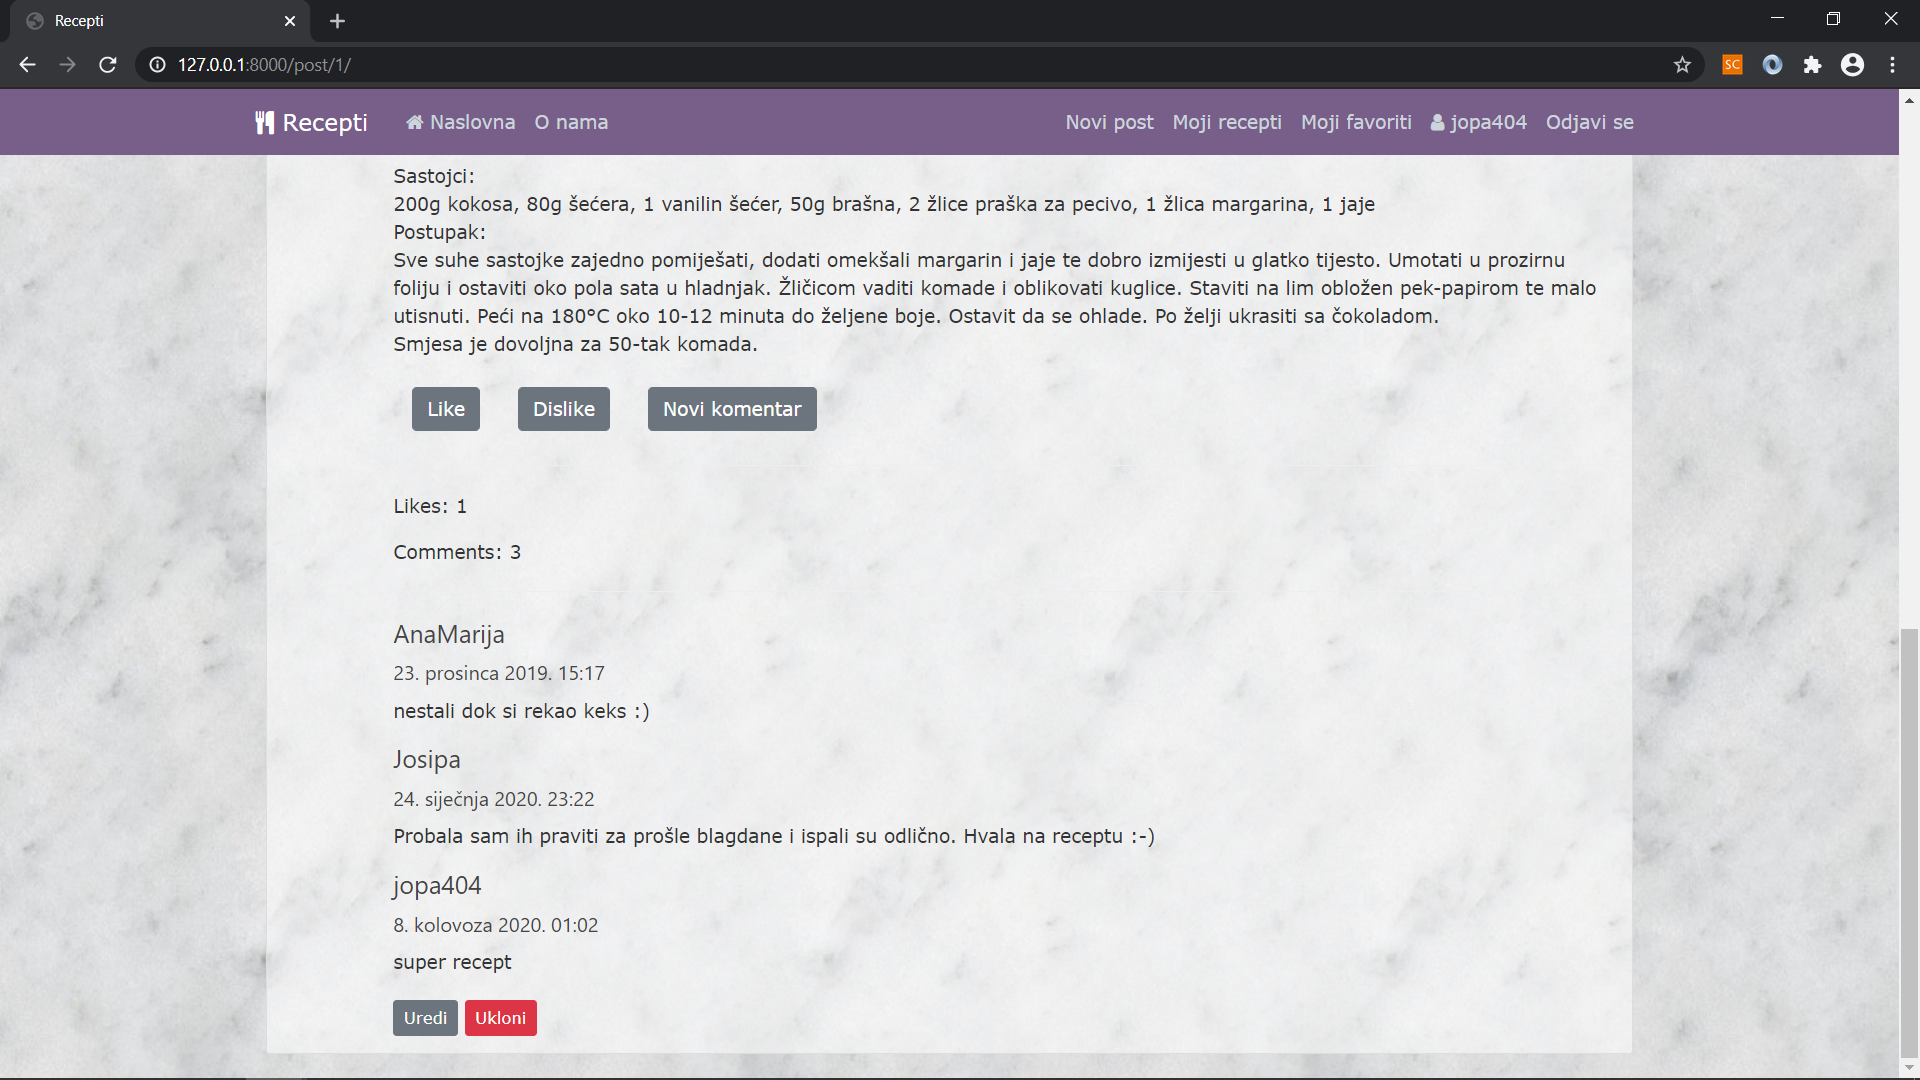 Recepti
127.0.0.1:8000/post/1/
SC
Recepti Naslovna O nama Novi post Moji recepti Moji favoriti jopa404 Odjavi se
Sastojci:
200g kokosa, 80g šećera, 1 vanilin šećer, 50g brašna, 2 žlice praška za pecivo, 1 žlica margarina, 1 jaje
Postupak:
Sve suhe sastojke zajedno pomiješati, dodati omekšali margarin i jaje te dobro izmijesti u glatko tijesto. Umotati u prozirnu
foliju i ostaviti oko pola sata u hladnjak. Žličicom vaditi komade i oblikovati kuglice. Staviti na lim obložen pek-papirom te malo
utisnuti. Peći na 180°C oko 10-12 minuta do željene boje. Ostavit da se ohlade. Po želji ukrasiti sa čokoladom.
Smjesa je dovoljna za 50-tak komada.
Like Dislike Novi komentar
Likes: 1
Comments: 3
AnaMarija
23. prosinca 2019. 15:17
nestali dok si rekao keks :)
Josipa
24. siječnja 2020. 23:22
Probala sam ih praviti za prošle blagdane i ispali su odlično. Hvala na receptu :-)
jopa404
8. kolovoza 2020. 01:02
super recept
Uredi Ukloni